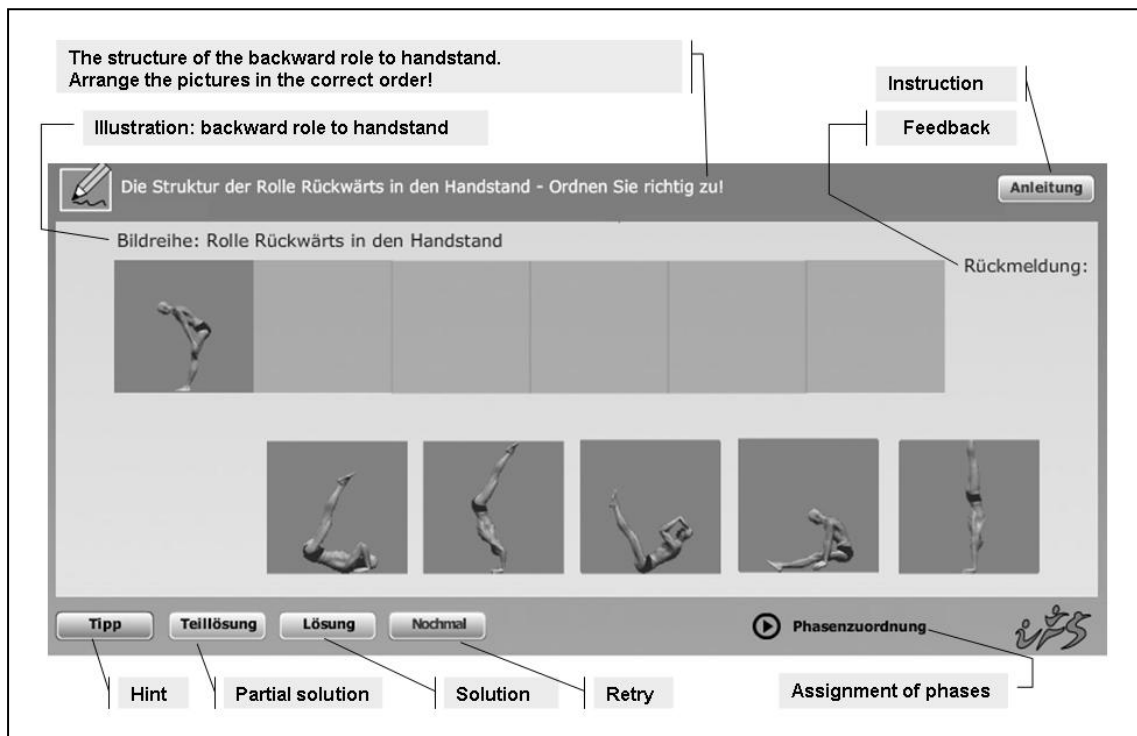 The structure of the backward role to handstand.
Arrange the pictures in the correct order!
Instruction
Illustration: backward role to handstand
Feedback
Die Struktur der Rolle Rückwärts in den Handstand - Ordnen Sie richtig zu!
Anleitung
Bildreihe: Rolle Rückwärts in den Handstand
Rückmeldung:
Tipp
Teillösung
Lösung
Nochmal
Phasenzuordnung
ifS
Hint
Partial solution
Solution
Retry
Assignment of phases